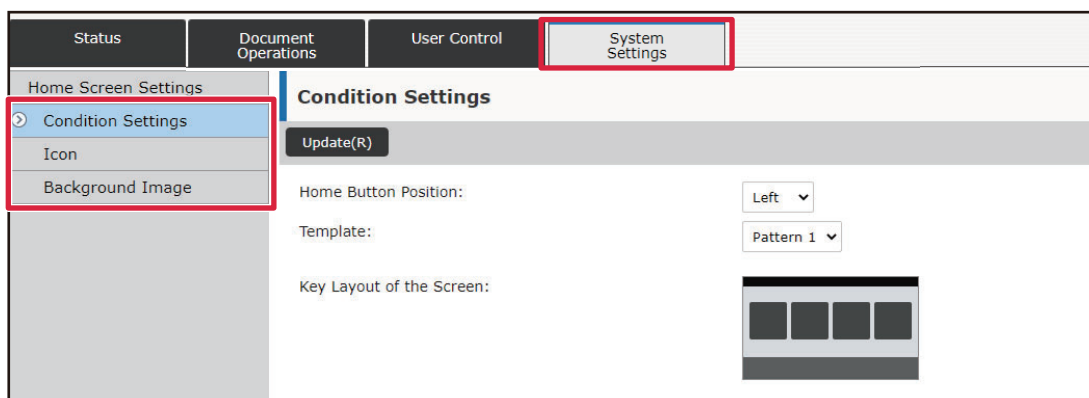 Status
Document
Operations
User Control
System
Settings
Home Screen Settings
Condition Settings
Icon
Background Image
Condition Settings
Update(R)
Home Button Position:
Left
Template:
Pattern 1
Key Layout of the Screen: